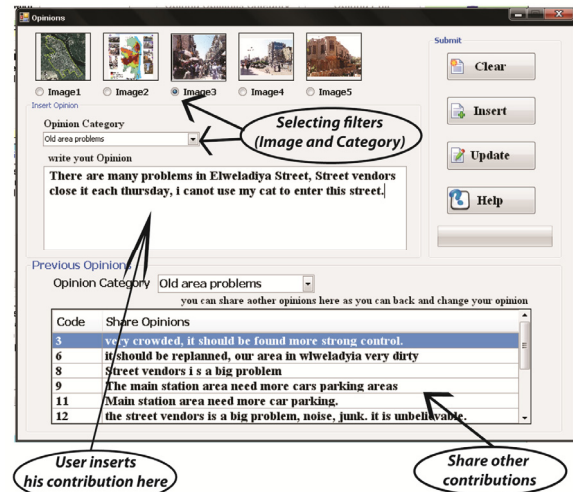 Opinions
Image1
Image2
Image3
Image4
Image5
Submit
Clear
Insert
Update
Help
Insert Opinion
Opinion Category
Old area problems
Selecting filters
(Image and Category)
write yout Opinion
There are many problems in Elweladiya Street, Street vendors
close it each thursday, i canot use my cat to enter this street.
Previous Opinions
Opinion Category Old area problems
you can share aother opinions here as you can back and change your opinion
Code Share Opinions
3 very crowded, it should be found more strong control.
6 it should be replanned, our area in wlweladyia very dirty
8 Street vendors i s a big problem
9 The main station area need more cars parking areas
11 Main station area need more car parking.
12 the street vendors is a big problem, noise, junk. it is unbelievable.
User inserts
his contribution here
Share other
contributions